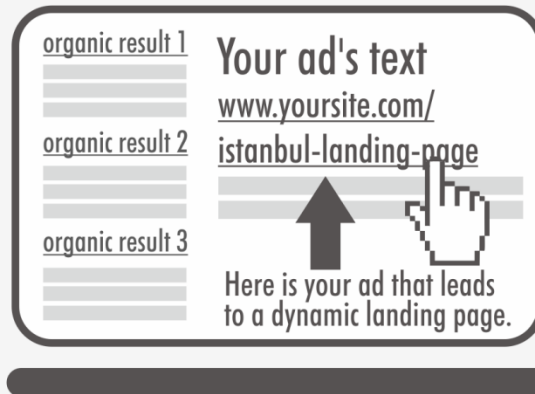 organic result 1
organic result 2
organic result 3
Your ad's text
www.yoursite.com/
istanbul-landing-page
Here is your ad that leads
to a dynamic landing page.